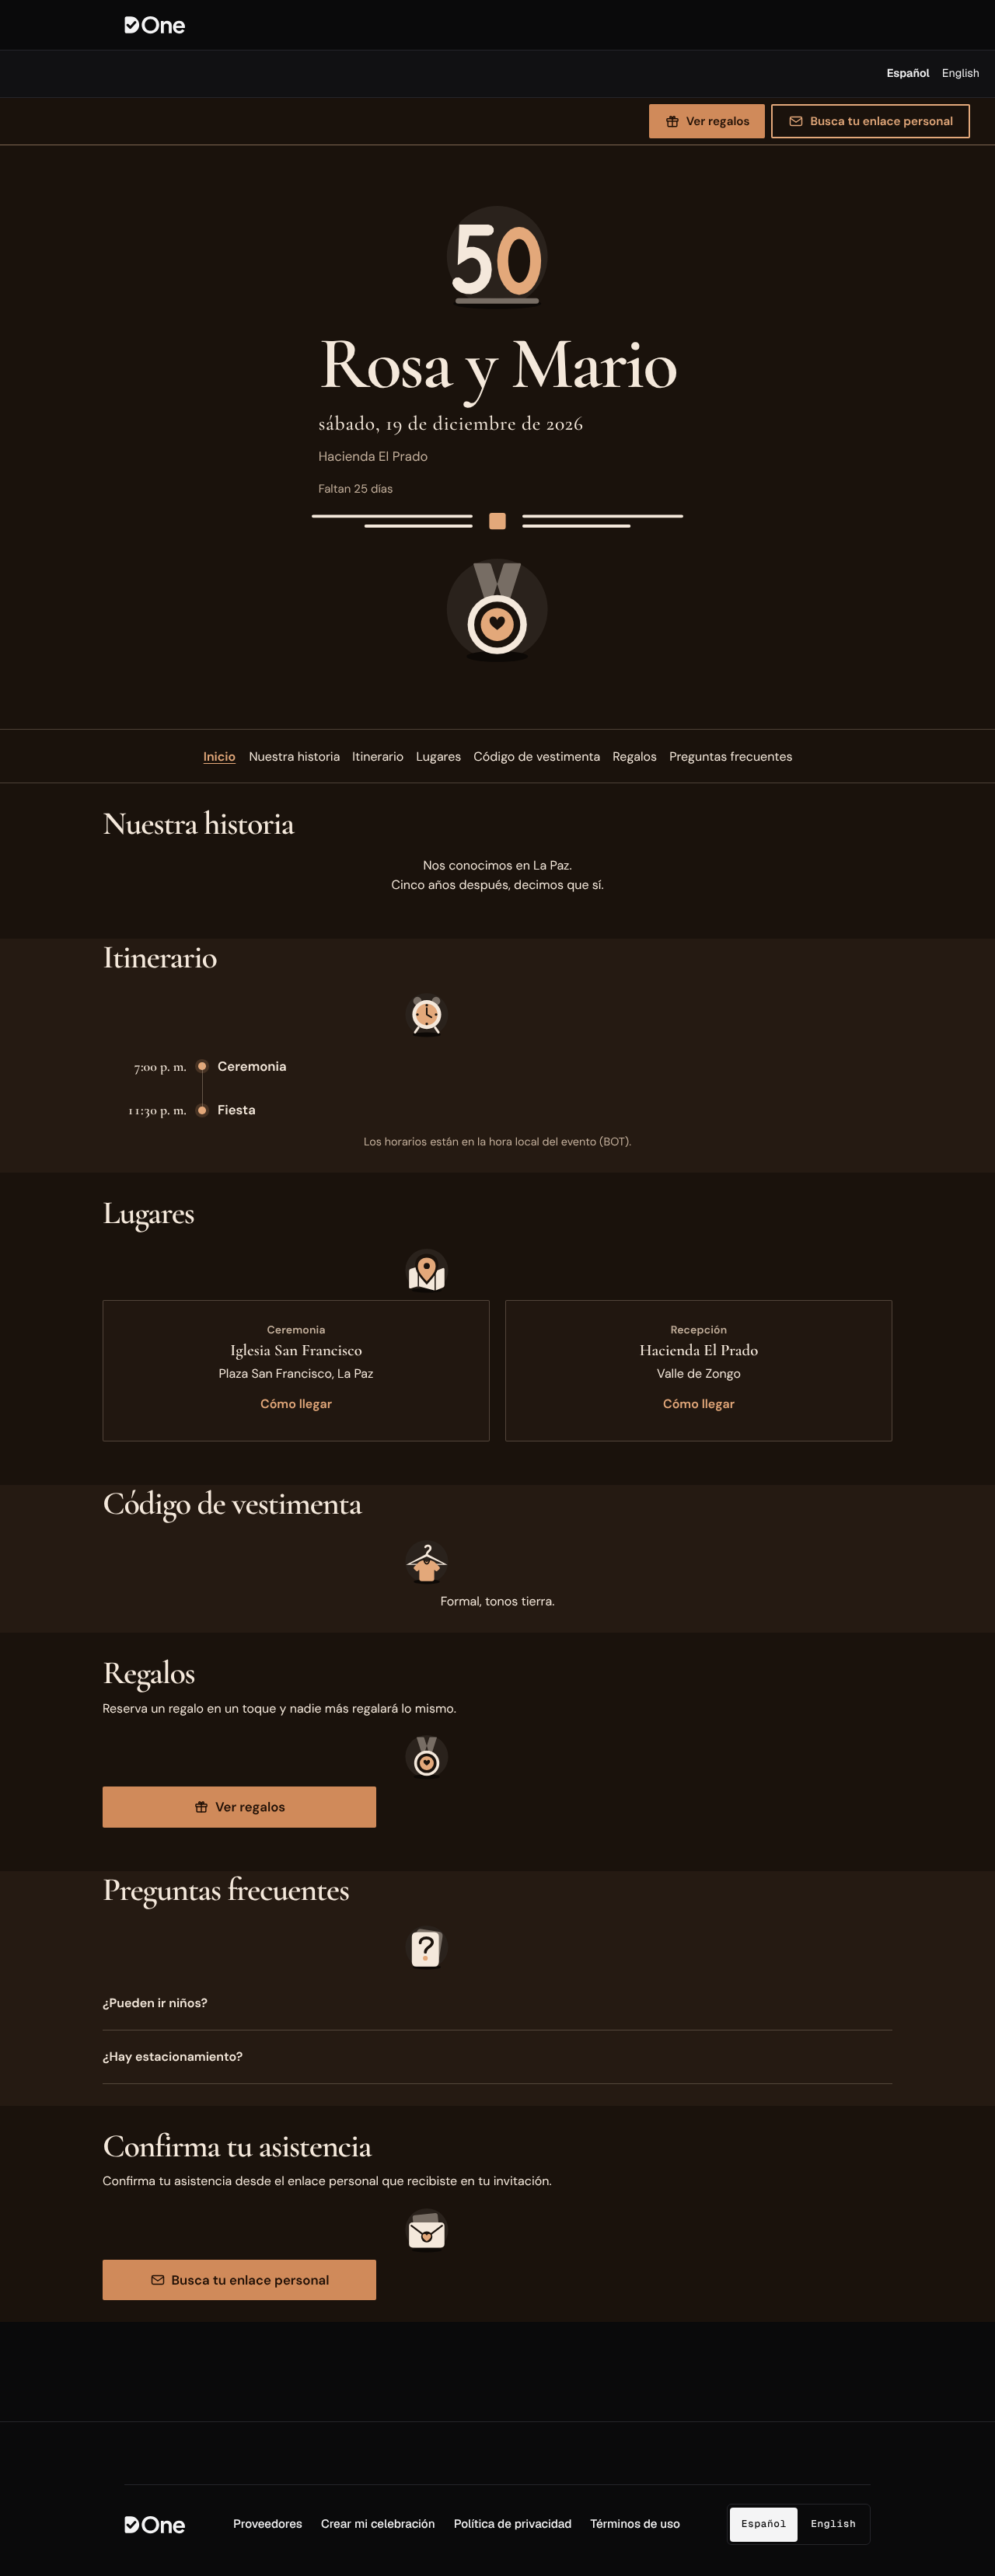 One
Español English
Ver regalos Busca tu enlace personal
50
Rosa y Mario
sábado, 19 de diciembre de 2026
Hacienda El Prado
Faltan 25 días
Inicio Nuestra historia Itinerario Lugares Código de vestimenta Regalos Preguntas frecuentes
Nuestra historia
Nos conocimos en La Paz.
Cinco años después, decimos que sí.
Itinerario
7:00 p. m. Ceremonia
11:30 p. m. Fiesta
Los horarios están en la hora local del evento (BOT).
Lugares
Ceremonia
Iglesia San Francisco
Plaza San Francisco, La Paz
Cómo llegar
Recepción
Hacienda El Prado
Valle de Zongo
Cómo llegar
Código de vestimenta
Formal, tonos tierra.
Regalos
Reserva un regalo en un toque y nadie más regalará lo mismo.
Ver regalos
Preguntas frecuentes
?
¿Pueden ir niños?
¿Hay estacionamiento?
Confirma tu asistencia
Confirma tu asistencia desde el enlace personal que recibiste en tu invitación.
Busca tu enlace personal
One Proveedores Crear mi celebración Política de privacidad Términos de uso Español English